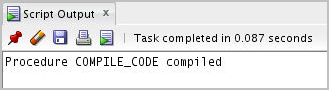 Script Output
Task completed in 0.087 seconds
Procedure COMPILE_CODE compiled